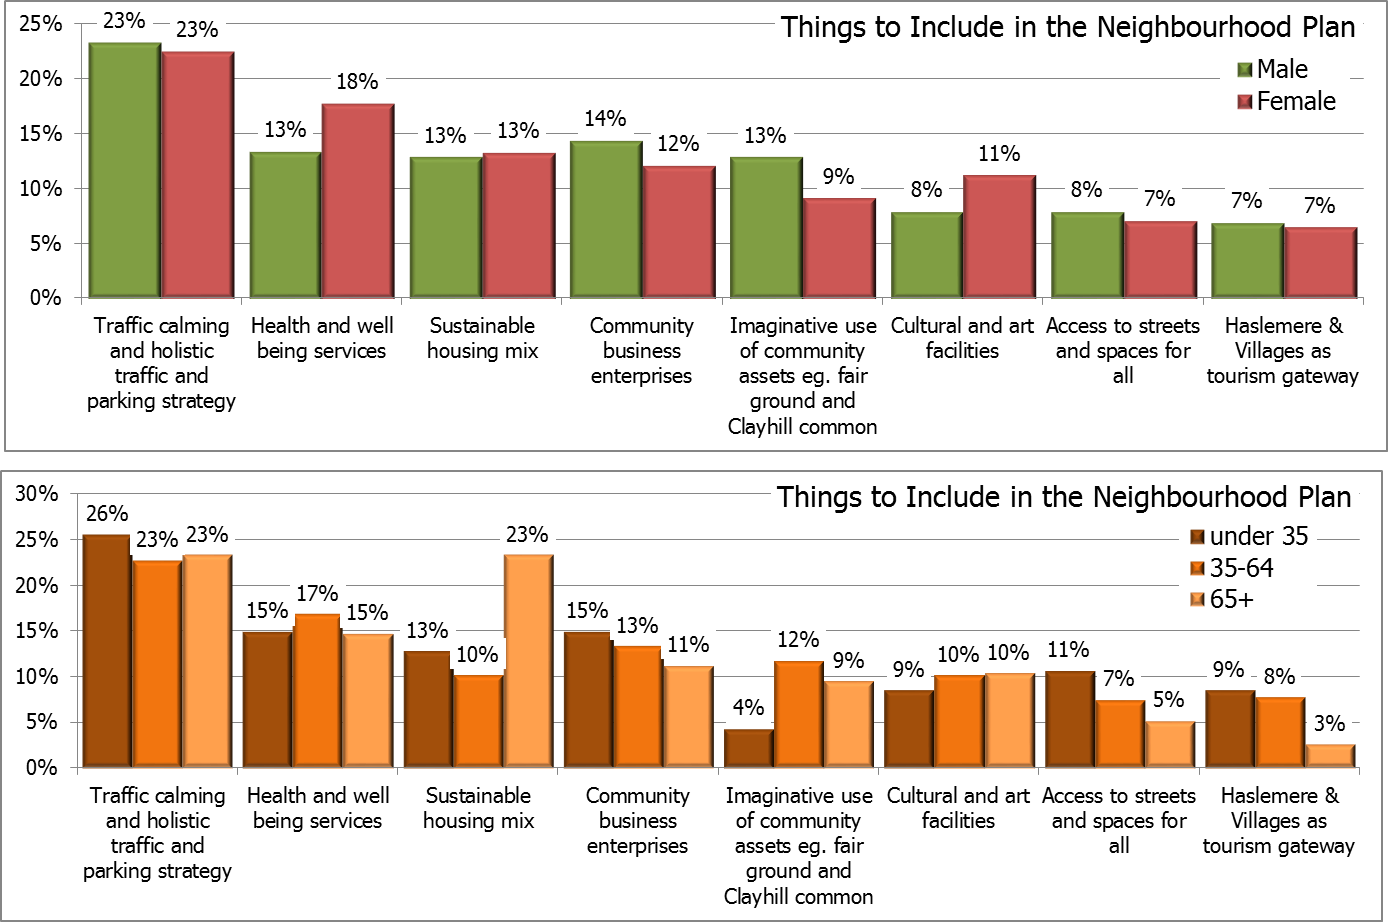 Things to Include in the Neighbourhood Plan
Male
Female
25%
20%
15%
10%
5%
0%
23%
23%
13%
18%
13%
13%
14%
12%
13%
9%
8%
11%
8%
7%
7%
7%
Traffic calming
and holistic
traffic and
parking strategy
Health and well
being services
Sustainable
housing mix
Community
business
enterprises
Imaginative use
of community
assets eg. fair
ground and
Clayhill common
Cultural and art
facilities
Access to streets
and spaces for
all
Haslemere &
Villages as
tourism gateway
Things to Include in the Neighbourhood Plan
under 35
35-64
65+
30%
25%
20%
15%
10%
5%
0%
26%
23%
23%
15%
17%
15%
13%
10%
23%
15%
13%
11%
4%
12%
9%
9%
10%
10%
11%
7%
5%
9%
8%
3%
Traffic calming
and holistic
traffic and
parking strategy
Health and well
being services
Sustainable
housing mix
Community
business
enterprises
Imaginative use
of community
assets eg. fair
ground and
Clayhill common
Cultural and art
facilities
Access to streets
and spaces for
all
Haslemere &
Villages as
tourism gateway